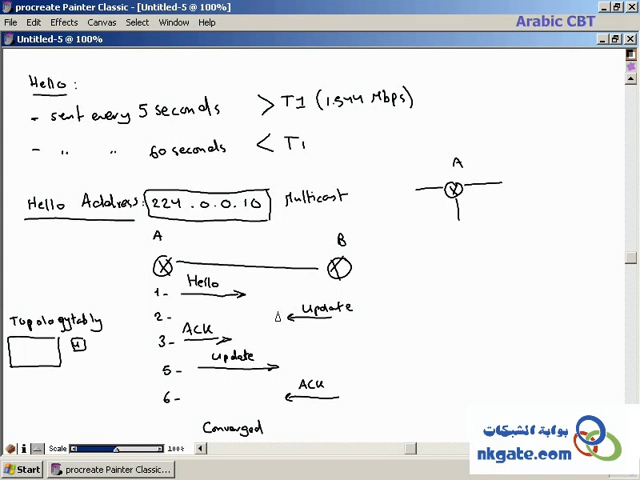 procreate Painter Classic - [Untitled-5 @ 100%]
File Edit Effects Canvas Select Movie Window Help
Arabic CBT
Untitled-5 @ 100%
Hello :
- sent every 5 seconds > T1 (1.544 Mbps)
- " " 60 seconds < T1
A
Hello Address: 224.0.0.10 Multicast
A B
1- Hello
2- Update
Topologytably
3- ACK
5- update
6- ACK
Converged
Scale 100%
Start procreate Painter Classic...
بوابة الشبكات
nkgate.com